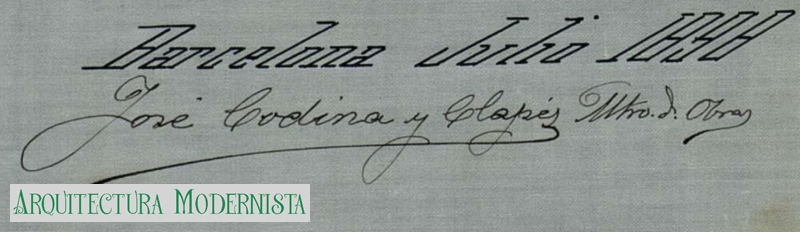 Barcelona Julio 1898
José Codina y Clapés Mtro. d. Obras
Arquitectura Modernista